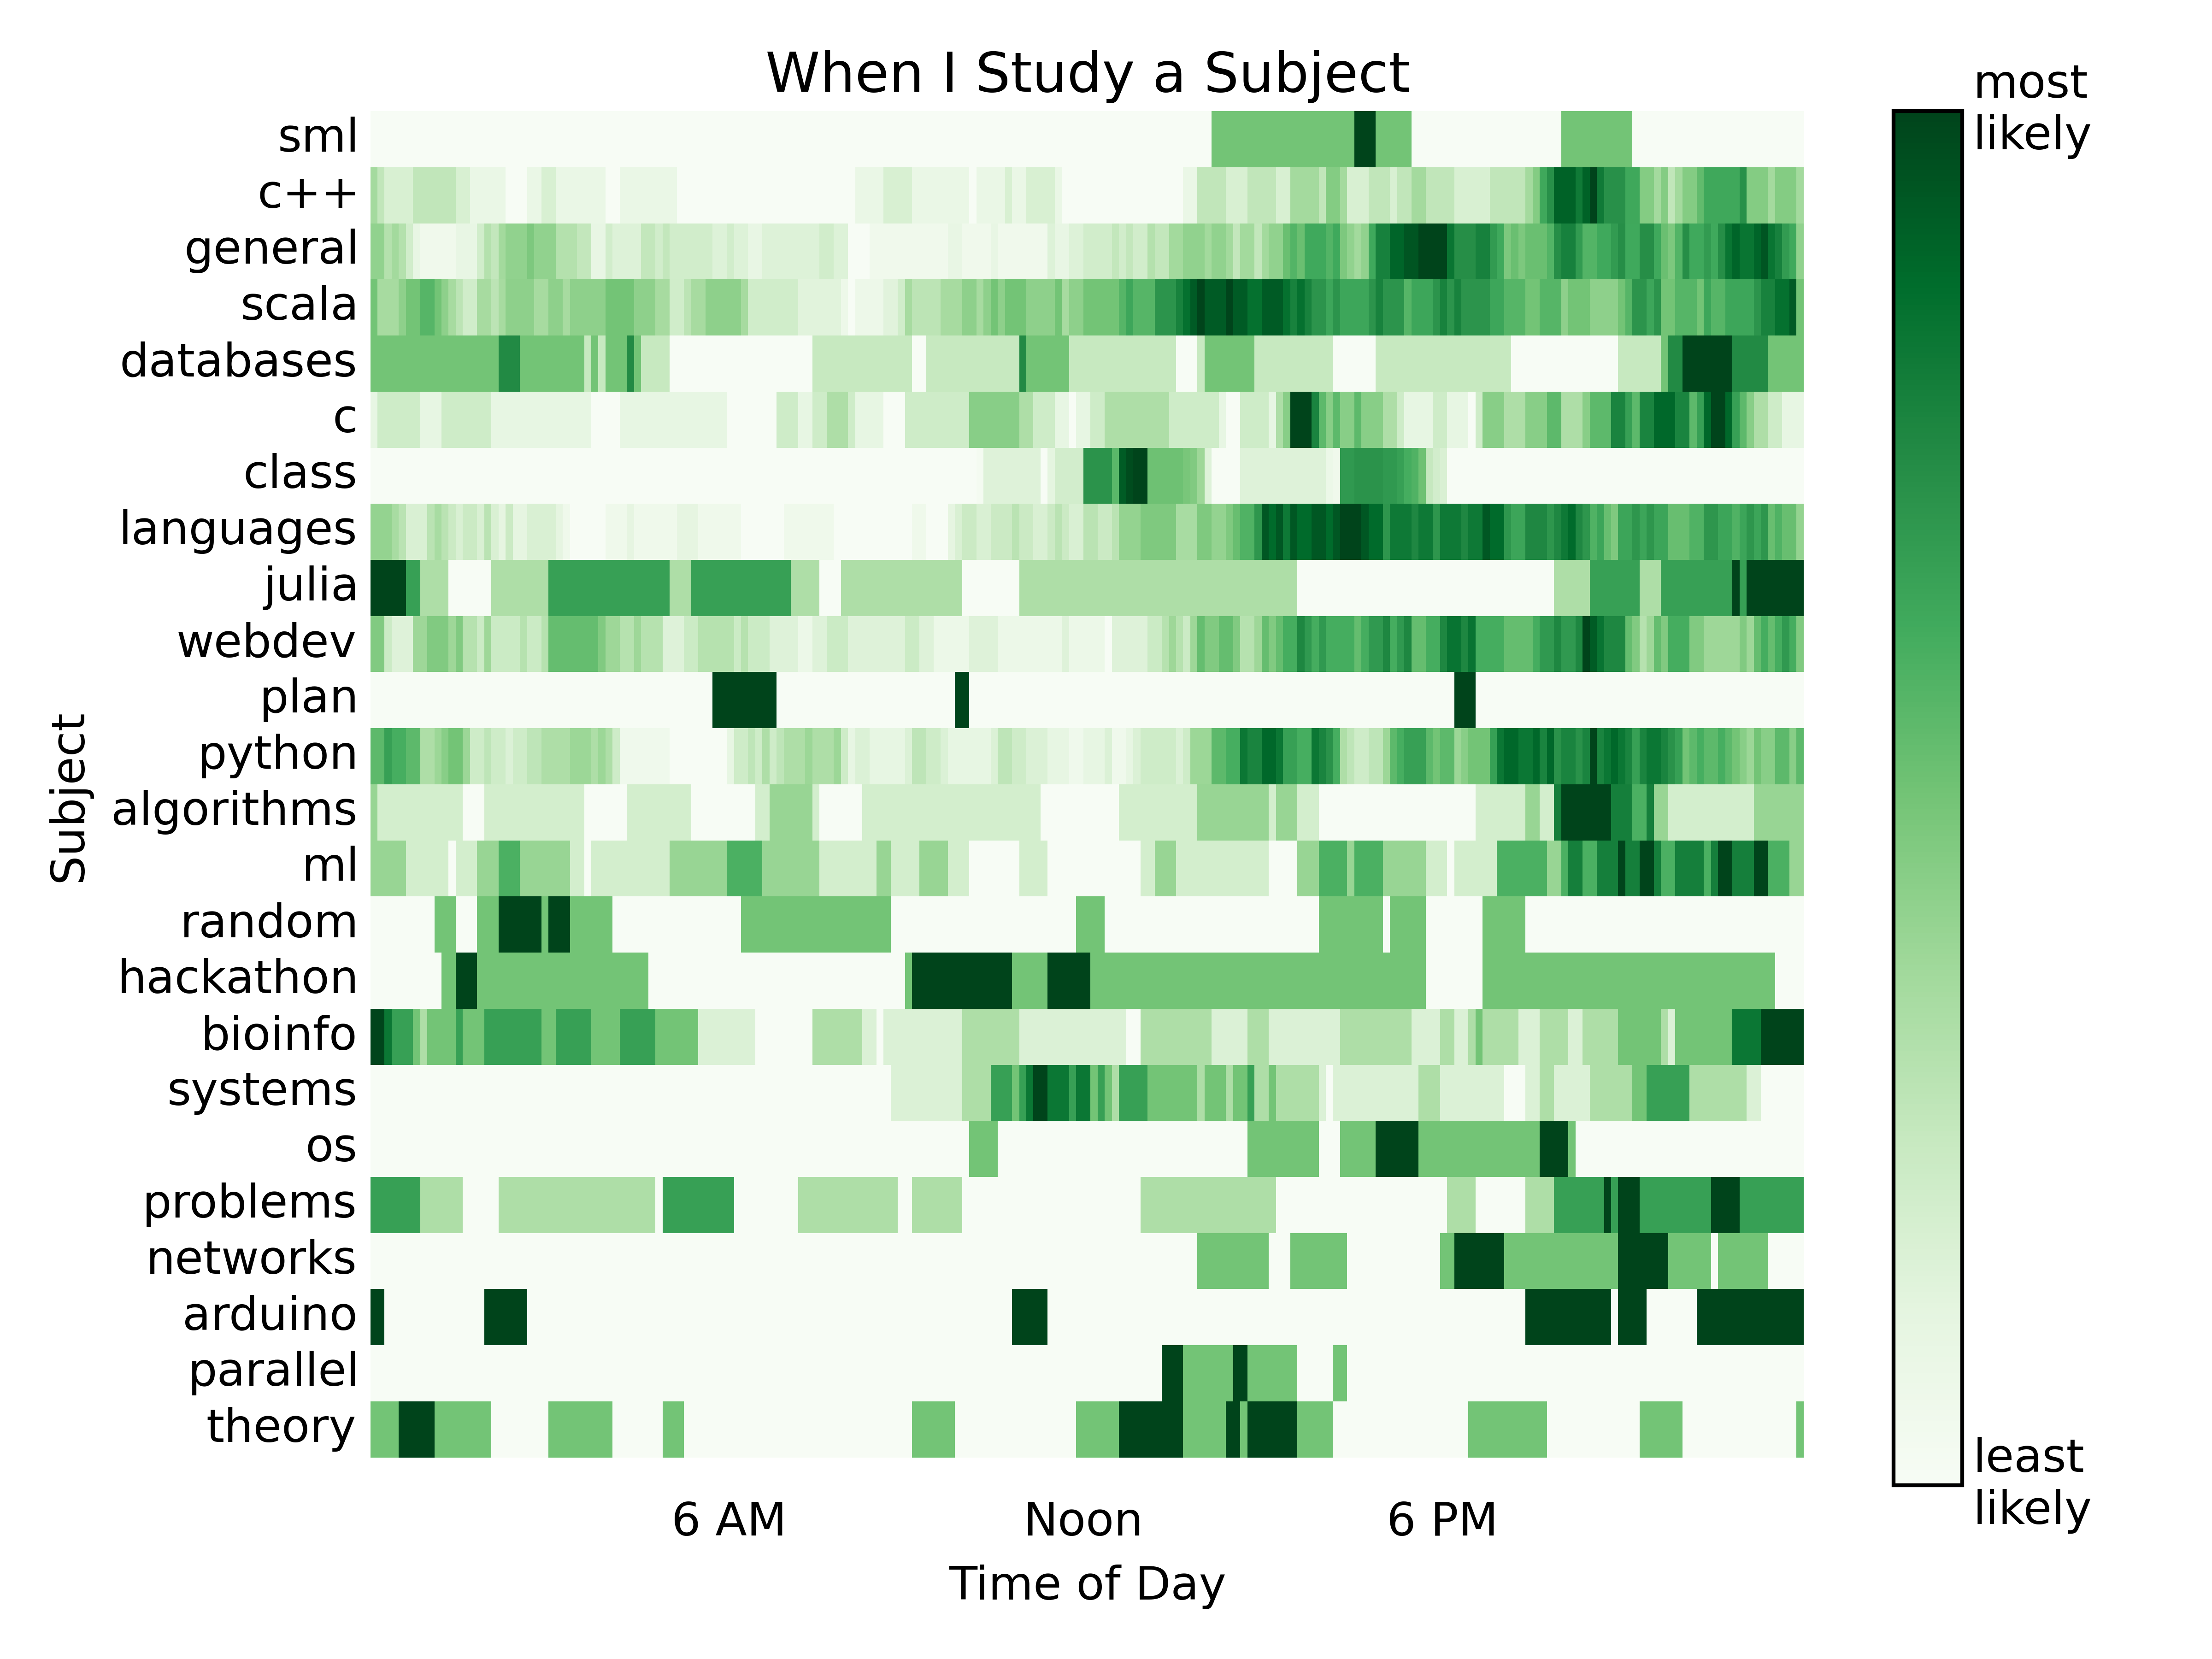 When I Study a Subject
most
likely
sml
c++
general
scala
databases
c
class
languages
julia
webdev
plan
python
algorithms
ml
random
hackathon
bioinfo
systems
os
problems
networks
arduino
parallel
theory
Subject
least
likely
6 AM
Noon
6 PM
Time of Day